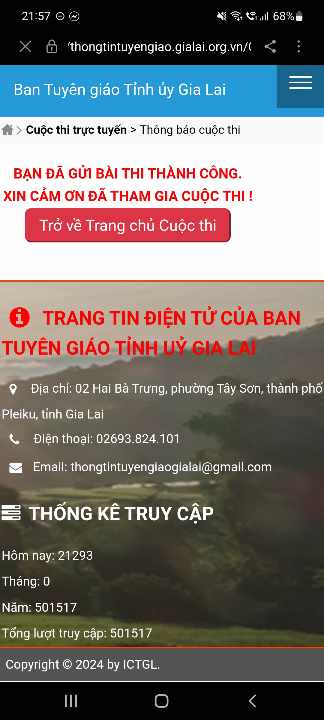 21:57
68%
/thongtintuyengiao.gialai.org.vn/
Ban Tuyên giáo Tỉnh ủy Gia Lai
Cuộc thi trực tuyến > Thông báo cuộc thi
BẠN ĐÃ GỬI BÀI THI THÀNH CÔNG.
XIN CẢM ƠN ĐÃ THAM GIA CUỘC THI !
Trở về Trang chủ Cuộc thi
TRANG TIN ĐIỆN TỬ CỦA BAN
TUYÊN GIÁO TỈNH UỶ GIA LAI
Địa chỉ: 02 Hai Bà Trưng, phường Tây Sơn, thành phố
Pleiku, tỉnh Gia Lai
Điện thoại: 02693.824.101
Email: thongtintuyengiaogialai@gmail.com
THỐNG KÊ TRUY CẬP
Hôm nay: 21293
Tháng: 0
Năm: 501517
Tổng lượt truy cập: 501517
Copyright © 2024 by ICTGL.